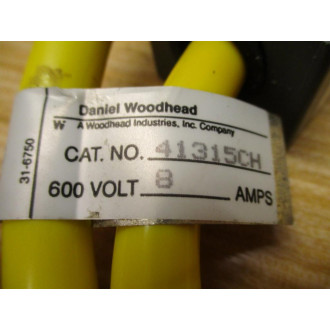 Daniel Woodhead
W A Woodhead Industries, Inc. Company
CAT. NO. 41315CH
600 VOLT 8 AMPS
31-6750